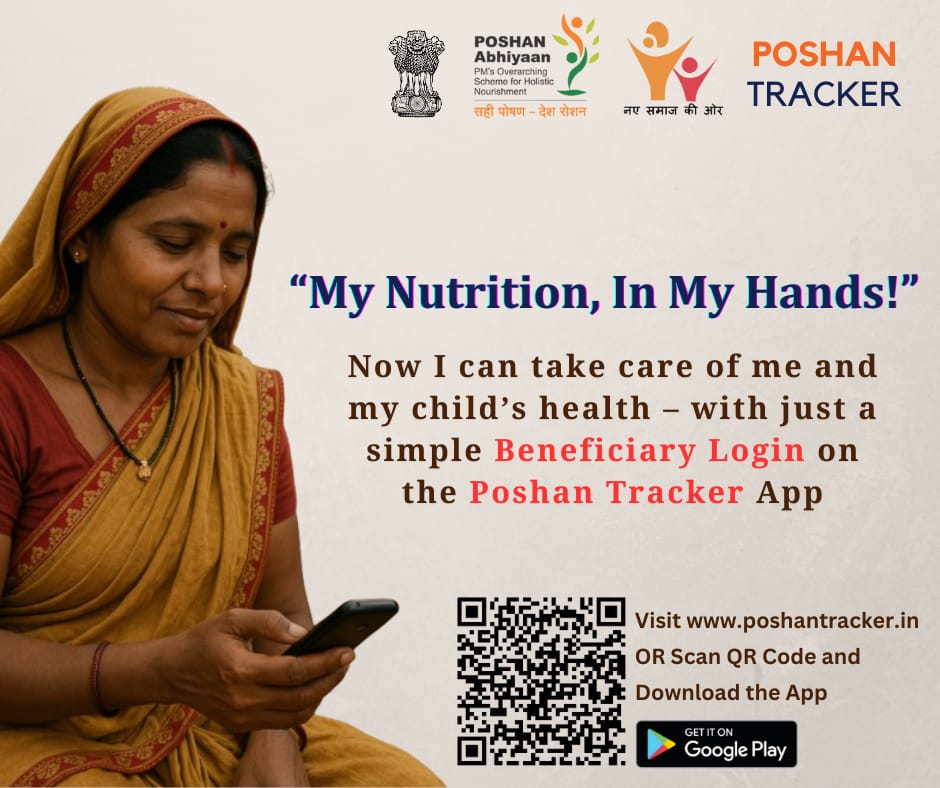 POSHAN
Abhiyaan
PM's Overarching
Scheme for Holistic
Nourishment
सही पोषण - देश रोशन
नए समाज की ओर
POSHAN
TRACKER
“My Nutrition, In My Hands!”
Now I can take care of me and
my child’s health – with just a
simple Beneficiary Login on
the Poshan Tracker App
Visit www.poshantracker.in
OR Scan QR Code and
Download the App
GET IT ON
Google Play